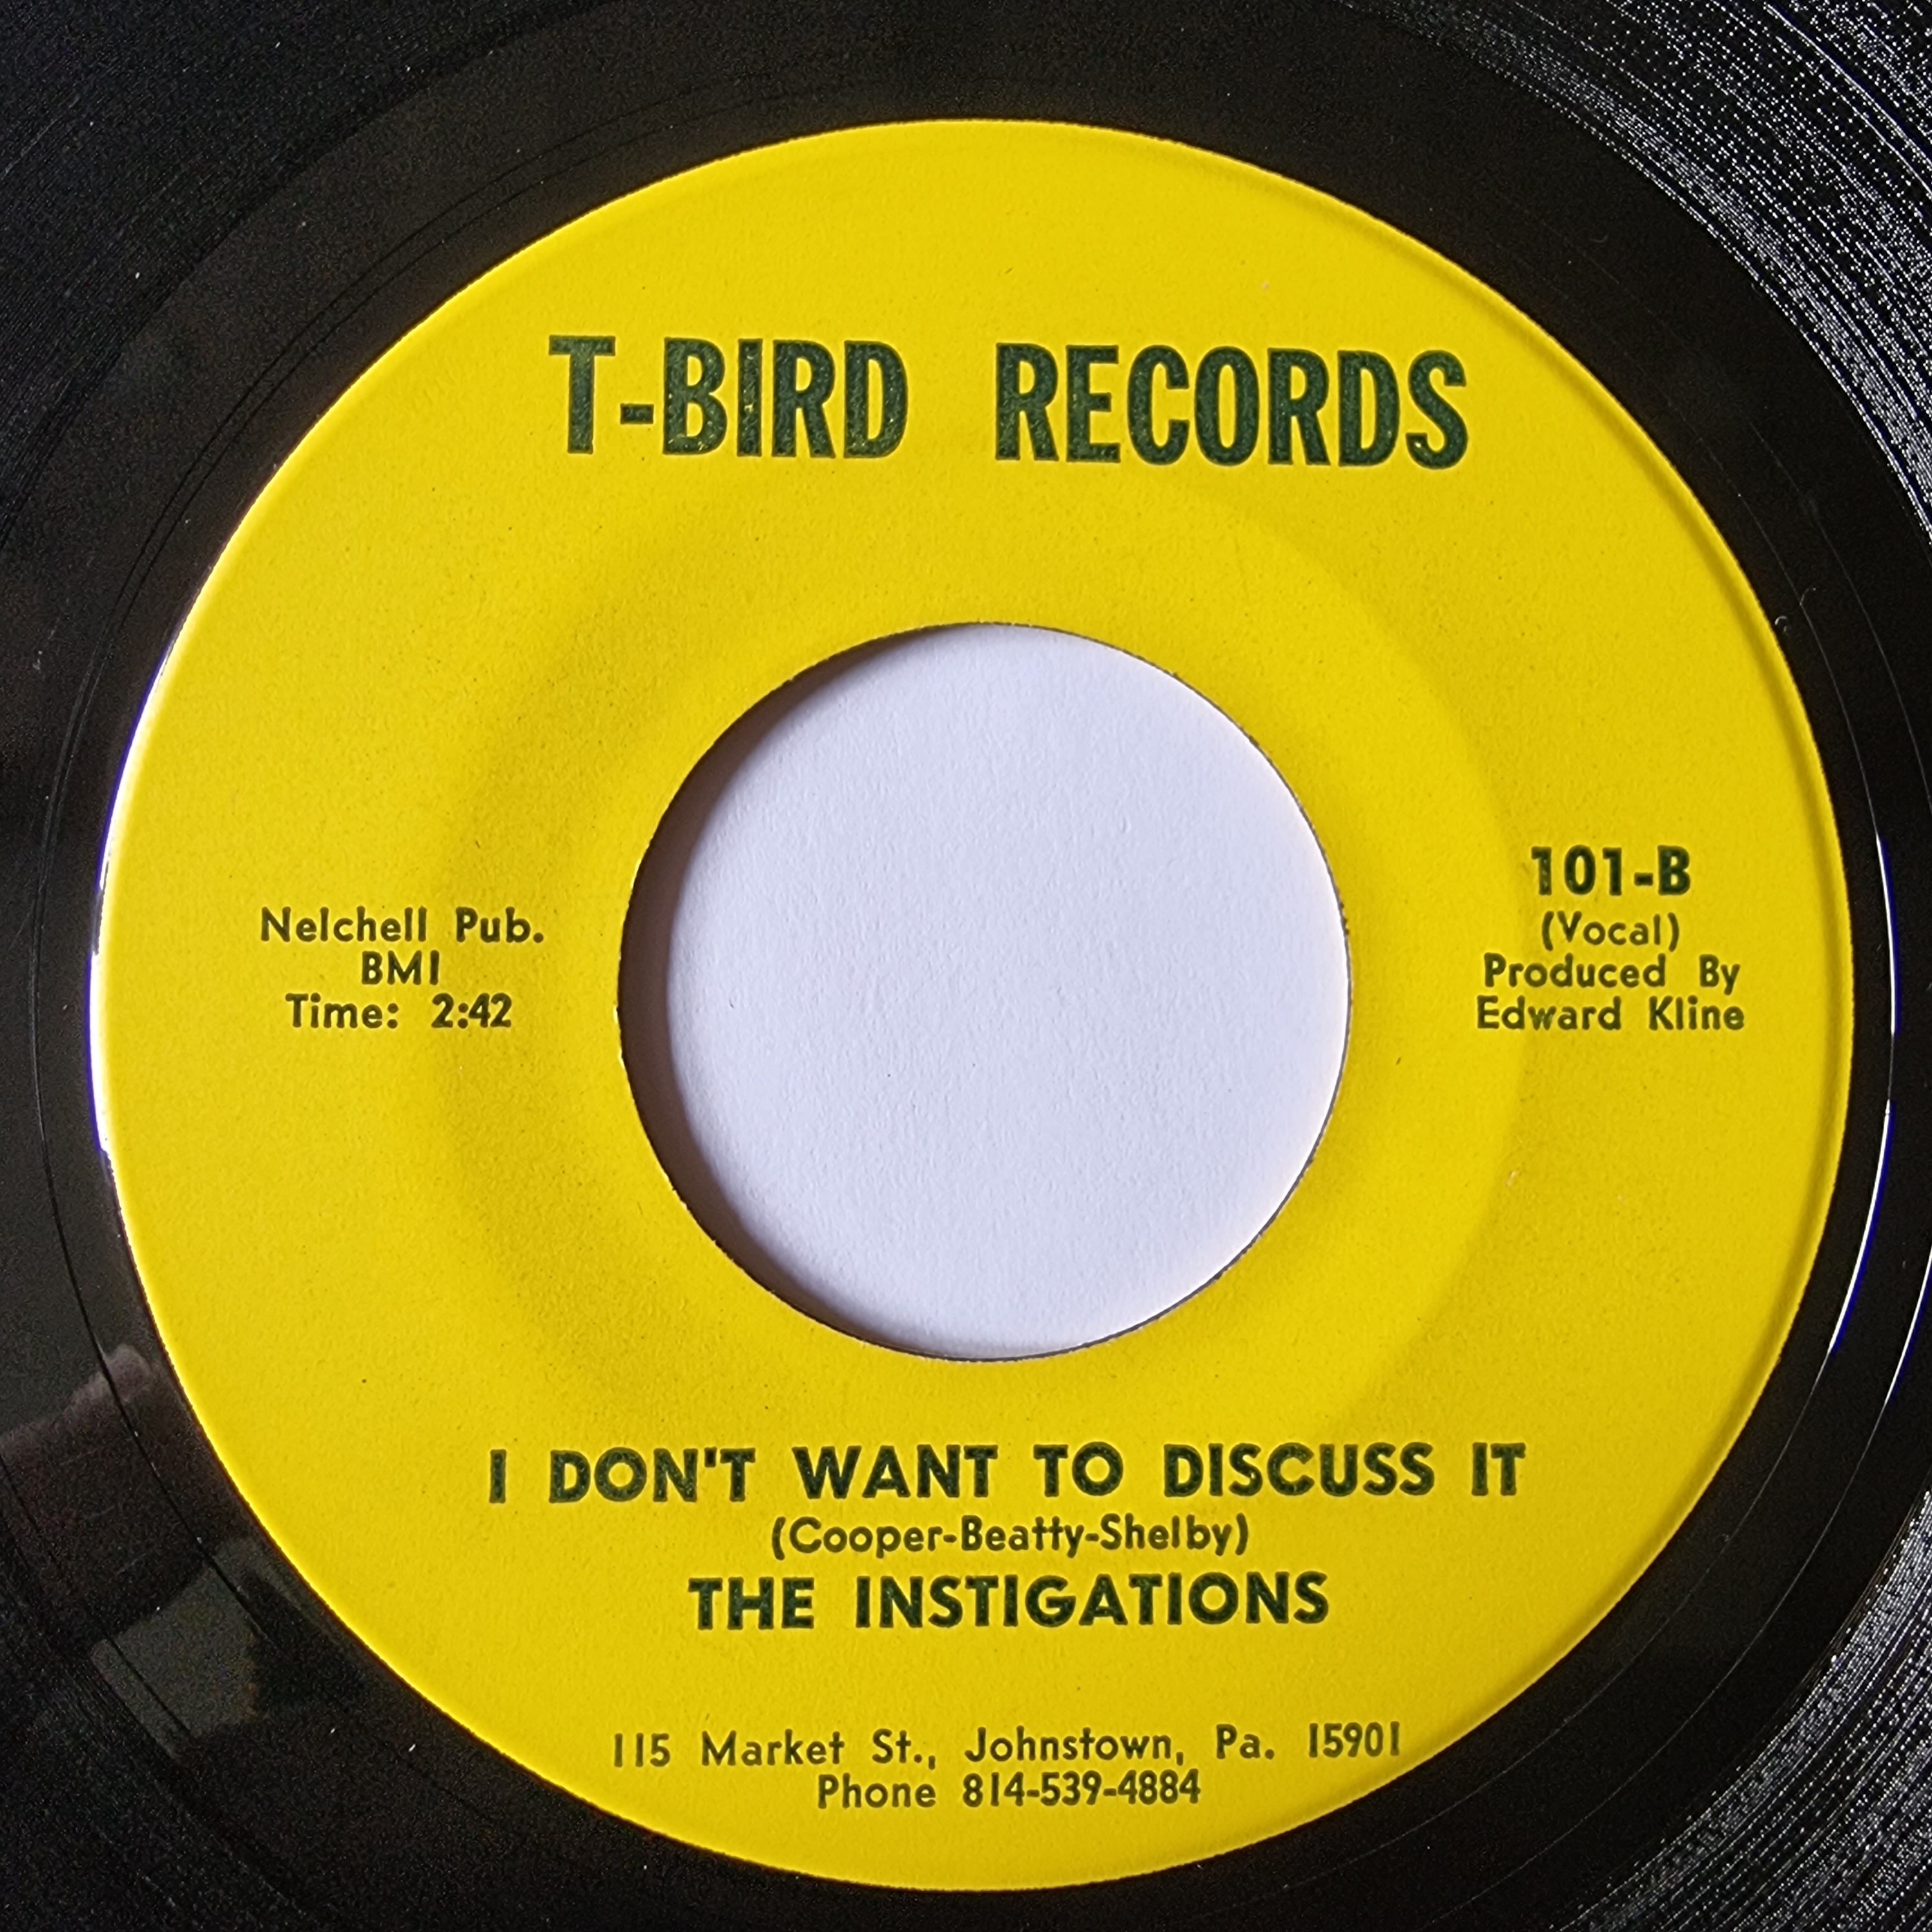 T-BIRD RECORDS
Nelchell Pub.
BMI
Time: 2:42
101-B
(Vocal)
Produced By
Edward Kline
I DON'T WANT TO DISCUSS IT
(Cooper-Beatty-Shelby)
THE INSTIGATIONS
115 Market St., Johnstown, Pa. 15901
Phone 814-539-4884